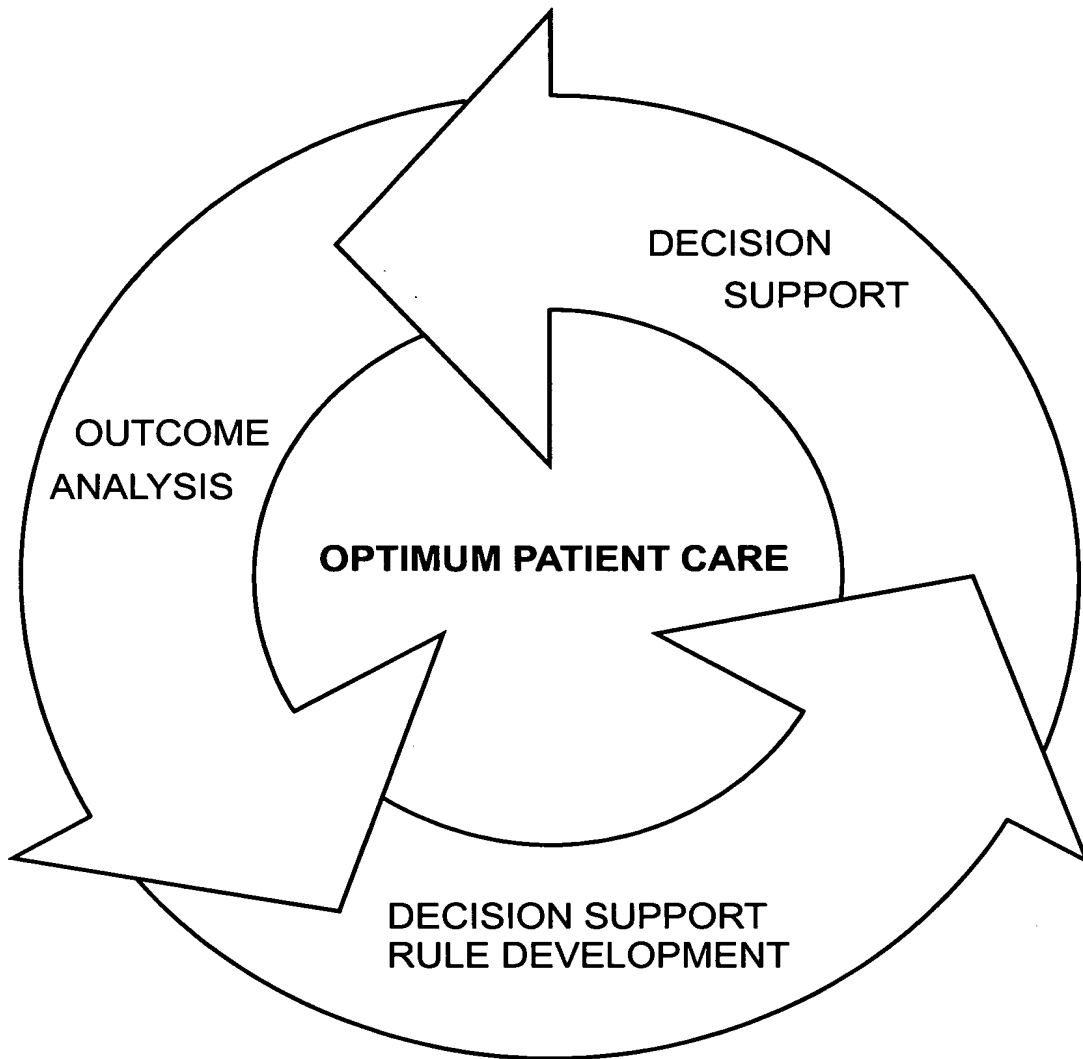 DECISION
SUPPORT
OUTCOME
ANALYSIS
OPTIMUM PATIENT CARE
DECISION SUPPORT
RULE DEVELOPMENT